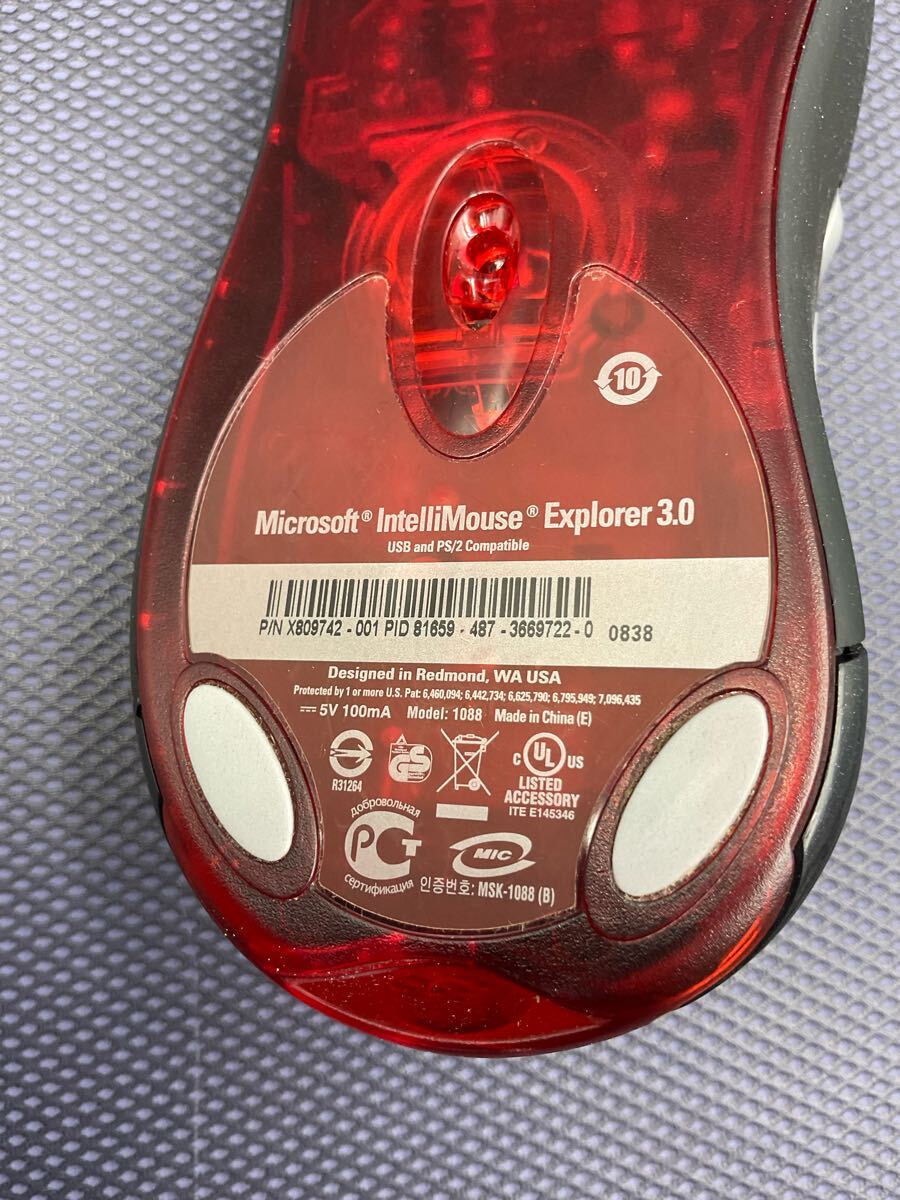 10
Microsoft® IntelliMouse® Explorer 3.0
USB and PS/2 Compatible
P/N X809742 - 001 PID 81659 - 487 - 3669722 - 0 0838
Designed in Redmond, WA USA
Protected by 1 or more U.S. Pat: 6,460,094; 6,442,734; 6,625,790; 6,795,949; 7,096,435
5V 100mA Model: 1088 Made in China (E)
R31264
GS
c UL us
LISTED
ACCESSORY
ITE E145346
добровольная
РСТ
сертификация
MIC
인증번호: MSK-1088 (B)